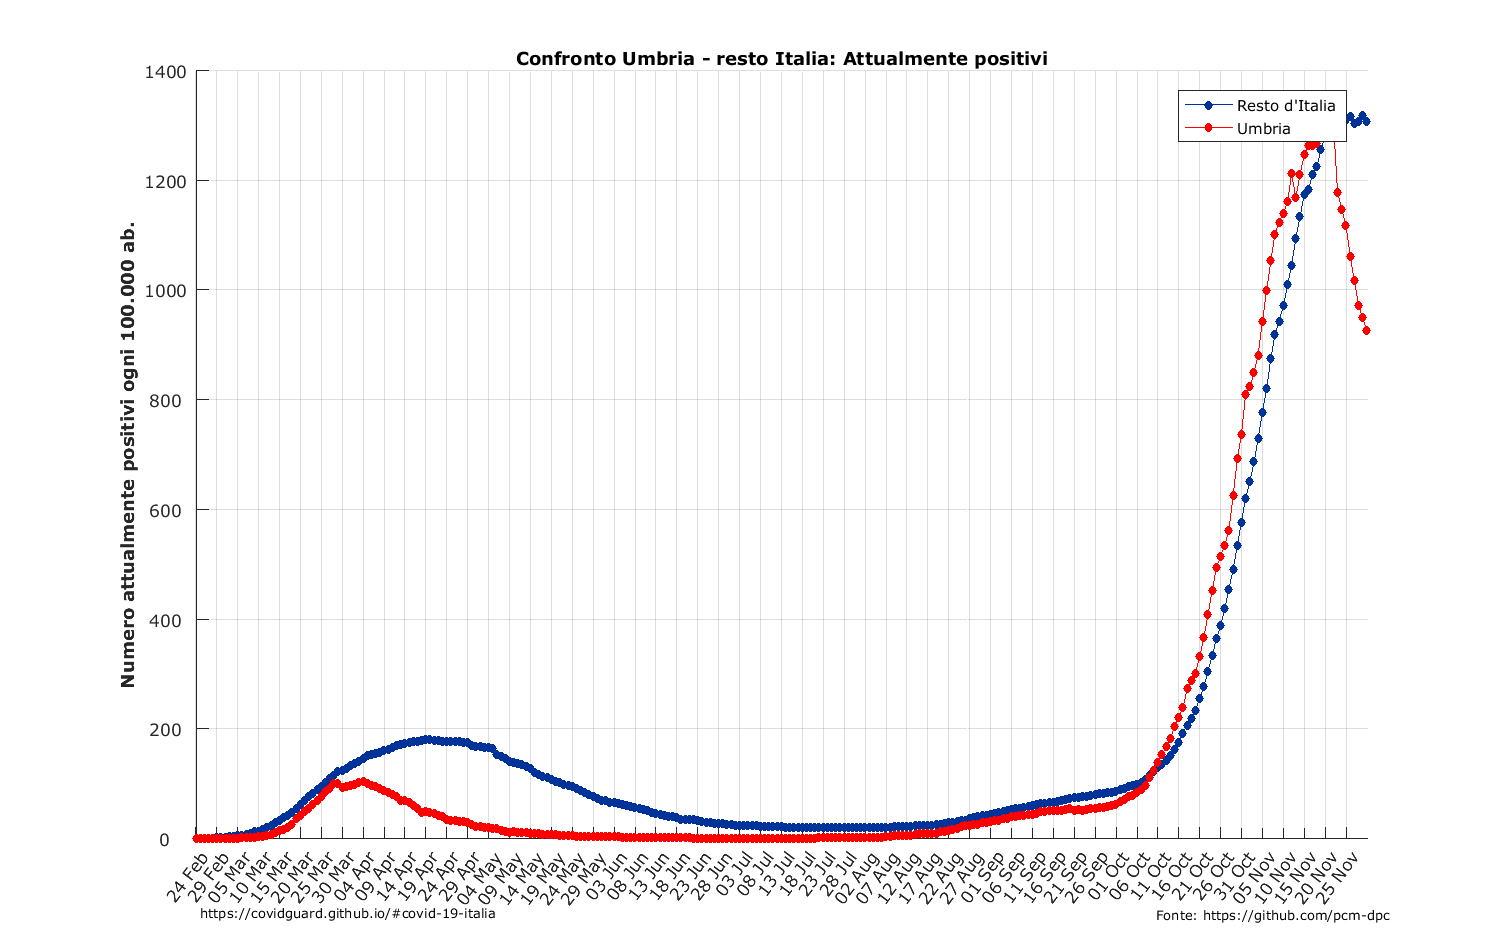 Confronto Umbria - resto Italia: Attualmente positivi
Resto d'Italia
Umbria
Numero attualmente positivi ogni 100.000 ab.
1400
1200
1000
800
600
400
200
0
24 Feb
29 Feb
05 Mar
10 Mar
15 Mar
20 Mar
25 Mar
30 Mar
04 Apr
09 Apr
14 Apr
19 Apr
24 Apr
29 Apr
04 May
09 May
14 May
19 May
24 May
29 May
03 Jun
08 Jun
13 Jun
18 Jun
23 Jun
28 Jun
03 Jul
08 Jul
13 Jul
18 Jul
23 Jul
28 Jul
02 Aug
07 Aug
12 Aug
17 Aug
22 Aug
27 Aug
01 Sep
06 Sep
11 Sep
16 Sep
21 Sep
26 Sep
01 Oct
06 Oct
11 Oct
16 Oct
21 Oct
26 Oct
31 Oct
05 Nov
10 Nov
15 Nov
20 Nov
25 Nov
https://covidguard.github.io/#covid-19-italia
Fonte: https://github.com/pcm-dpc